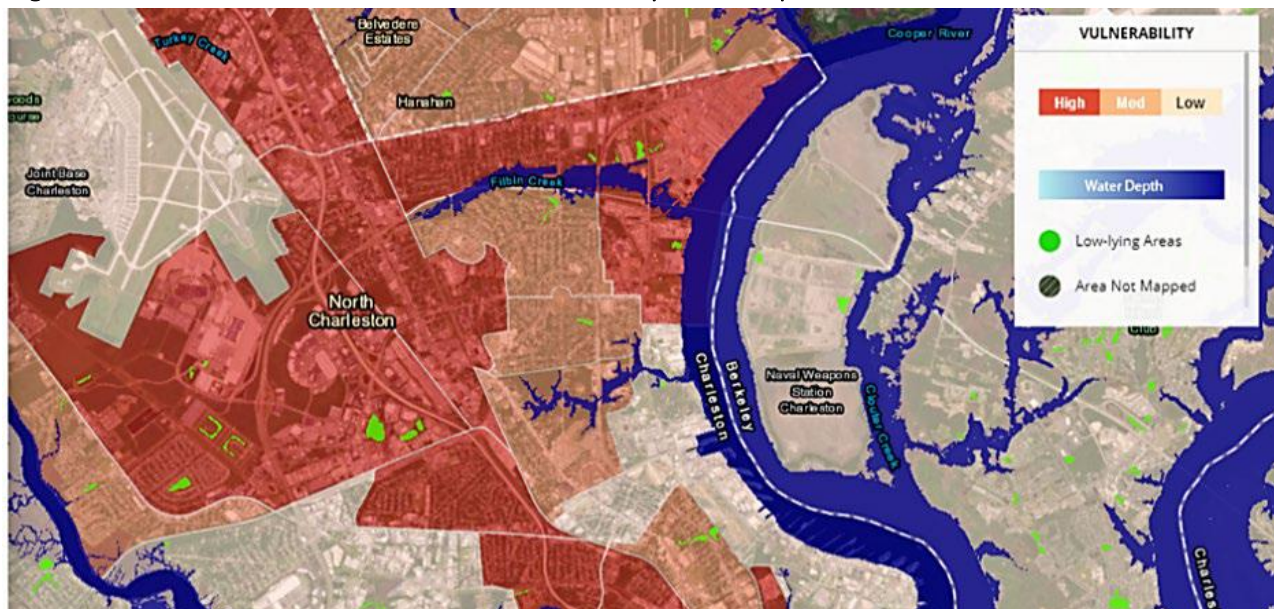 Belvedere
Estates
Turkey Creek
Cooper River
Hanahan
Joint Base
Charleston
Filbin Creek
North
Charleston
Charleston
Berkeley
Naval Weapons
Station
Charleston
Clouter Creek
VULNERABILITY
High Med Low
Water Depth
Low-lying Areas
Area Not Mapped
Club